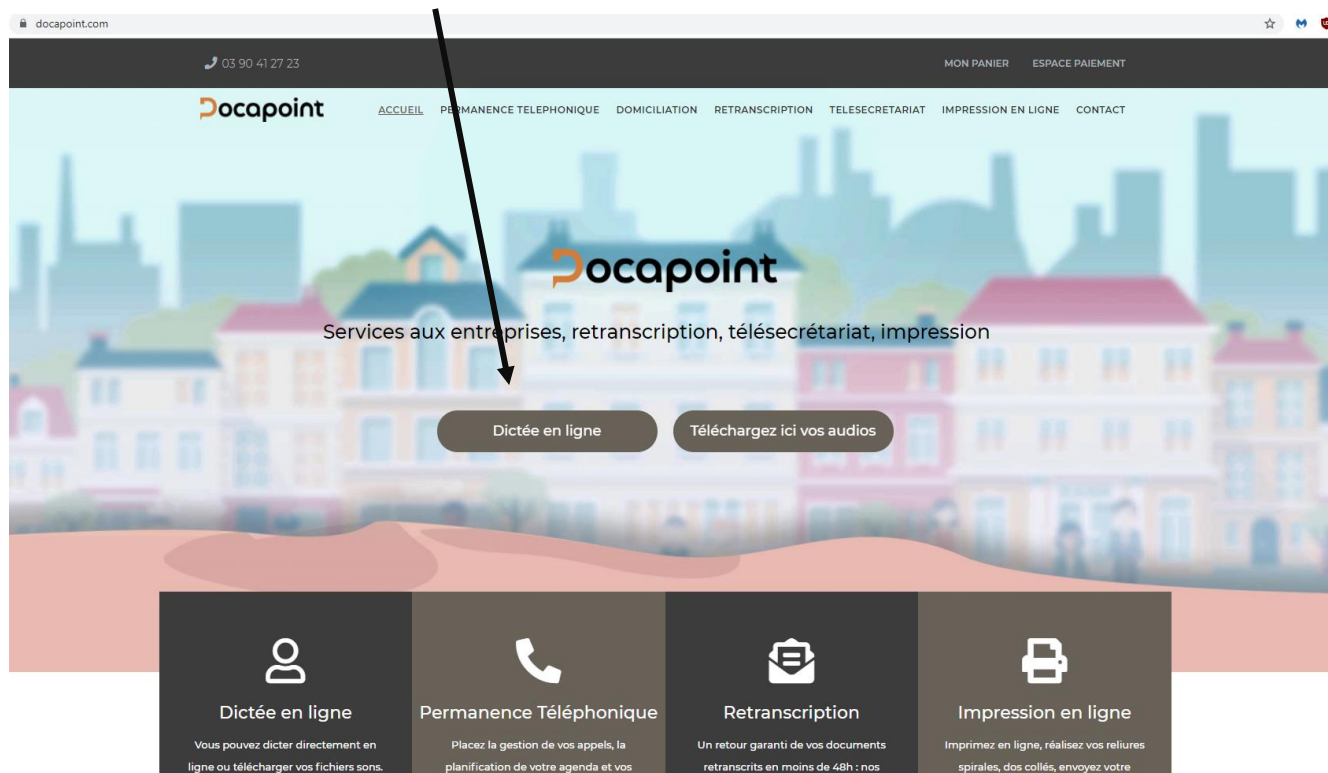 docapoint.com
03 90 41 27 23
MON PANIER ESPACE PAIEMENT
Docapoint
ACCUEIL PERMANENCE TELEPHONIQUE DOMICILIATION RETRANSCRIPTION TELESECRETARIAT IMPRESSION EN LIGNE CONTACT
Docapoint
Services aux entreprises, retranscription, télésecrétariat, impression
Dictée en ligne
Téléchargez ici vos audios
Dictée en ligne
Vous pouvez dicter directement en
ligne ou télécharger vos fichiers sons.
Permanence Téléphonique
Placez la gestion de vos appels, la
planification de votre agenda et vos
Retranscription
Un retour garanti de vos documents
retranscrits en moins de 48h : nos
Impression en ligne
Imprimez en ligne, réalisez vos reliures
spirales, dos collés, envoyez votre